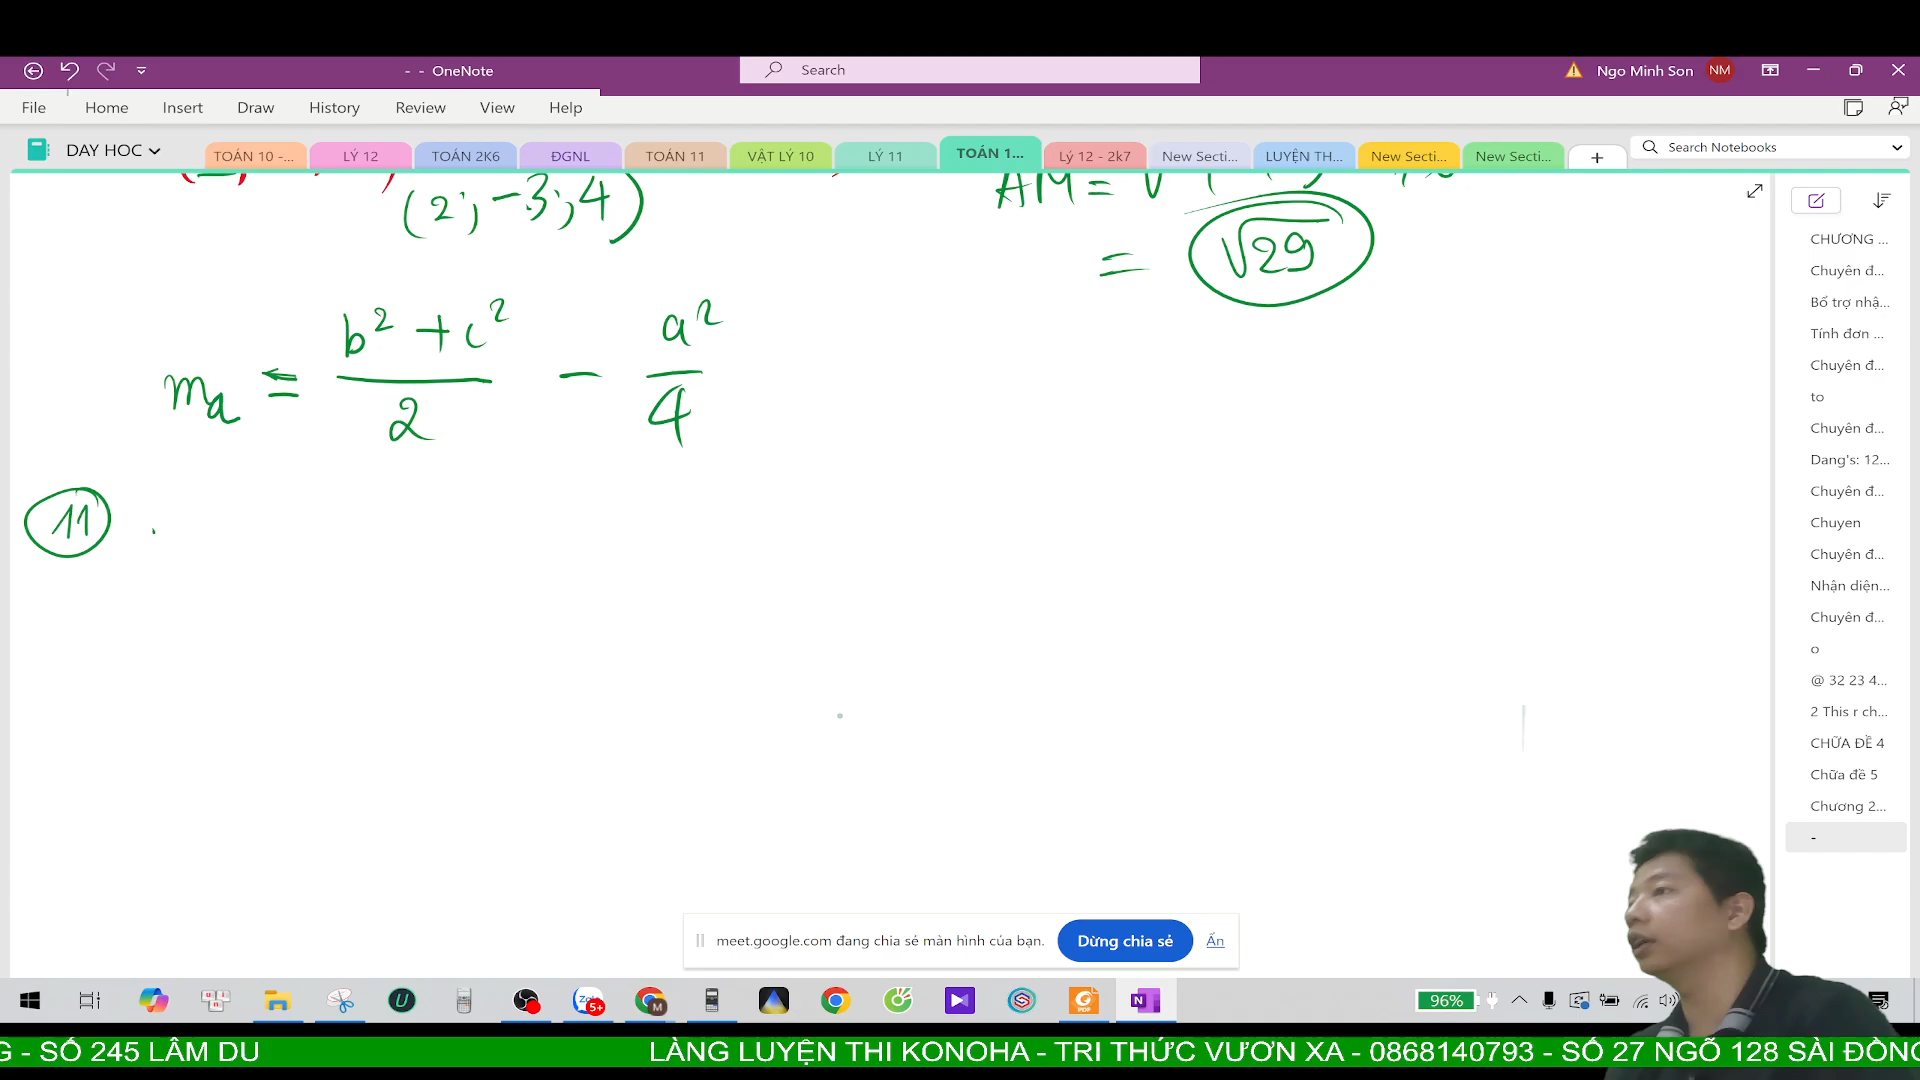 - - OneNote
Search
Ngo Minh Son NM
File Home Insert Draw History Review View Help
DAY HOC
TOÁN 10 -... LÝ 12 TOÁN 2K6 ĐGNL TOÁN 11 VẬT LÝ 10 LÝ 11 TOÁN 1... Lý 12 - 2k7 New Secti... LUYỆN TH... New Secti... New Secti... +
Search Notebooks
(2; -3; 4)
AM =
= √29
m_a = (b² + c²)/2 - a²/4
11 .
CHƯƠNG ...
Chuyên đ...
Bổ trợ nhậ...
Tính đơn ...
Chuyên đ...
to
Chuyên đ...
Dang's: 12...
Chuyên đ...
Chuyen
Chuyên đ...
Nhận diện...
Chuyên đ...
o
@ 32 23 4...
2 This r ch...
CHỮA ĐỀ 4
Chữa đề 5
Chương 2...
-
meet.google.com đang chia sẻ màn hình của bạn. Dừng chia sẻ Ẩn
96%
G - SỐ 245 LÂM DU LÀNG LUYỆN THI KONOHA - TRI THỨC VƯƠN XA - 0868140793 - SỐ 27 NGÕ 128 SÀI ĐỒNG